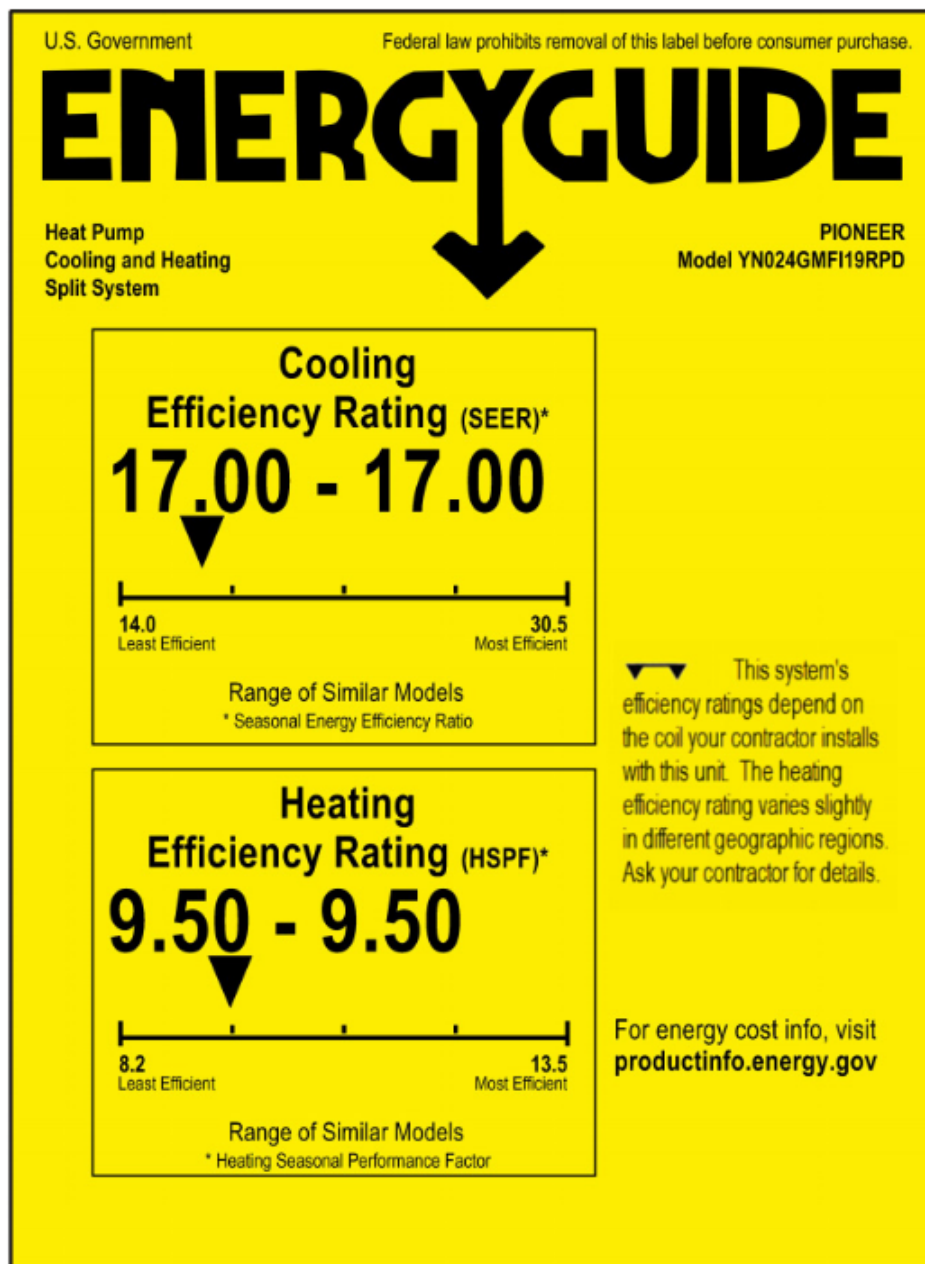 U.S. Government
Federal law prohibits removal of this label before consumer purchase.
ENERGYGUIDE
Heat Pump
Cooling and Heating
Split System
PIONEER
Model YN024GMFI19RPD
Cooling
Efficiency Rating (SEER)*
17.00 - 17.00
14.0
Least Efficient
30.5
Most Efficient
Range of Similar Models
* Seasonal Energy Efficiency Ratio
Heating
Efficiency Rating (HSPF)*
9.50 - 9.50
8.2
Least Efficient
13.5
Most Efficient
Range of Similar Models
* Heating Seasonal Performance Factor
This system's
efficiency ratings depend on
the coil your contractor installs
with this unit. The heating
efficiency rating varies slightly
in different geographic regions.
Ask your contractor for details.
For energy cost info, visit
productinfo.energy.gov